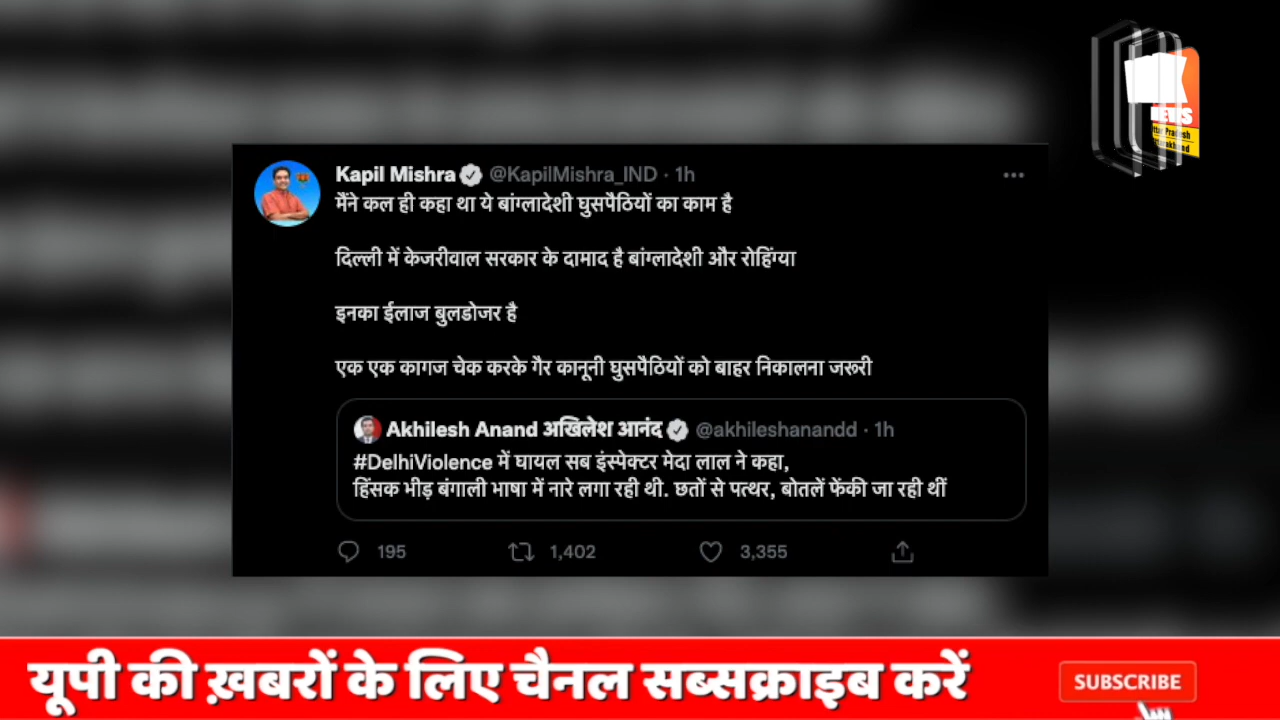 NEWS
Kapil Mishra @KapilMishra_IND · 1h
मैंने कल ही कहा था ये बांग्लादेशी घुसपैठियों का काम है
दिल्ली में केजरीवाल सरकार के दामाद है बांग्लादेशी और रोहिंग्या
इनका ईलाज बुलडोजर है
एक एक कागज चेक करके गैर कानूनी घुसपैठियों को बाहर निकालना जरूरी
Akhilesh Anand अखिलेश आनंद @akhileshanandd · 1h
#DelhiViolence में घायल सब इंस्पेक्टर मेदा लाल ने कहा,
हिंसक भीड़ बंगाली भाषा में नारे लगा रही थी. छतों से पत्थर, बोतलें फेंकी जा रही थीं
195 1,402 3,355
यूपी की ख़बरों के लिए चैनल सब्सक्राइब करें
SUBSCRIBE